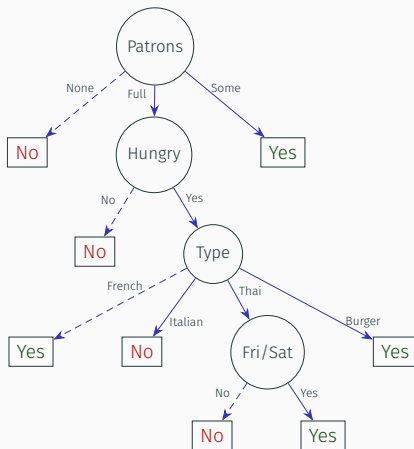 Patrons
None
Full
Some
No
Hungry
Yes
No
Yes
No
Type
French
Italian
Thai
Burger
Yes
No
Fri/Sat
Yes
No
Yes
No
Yes